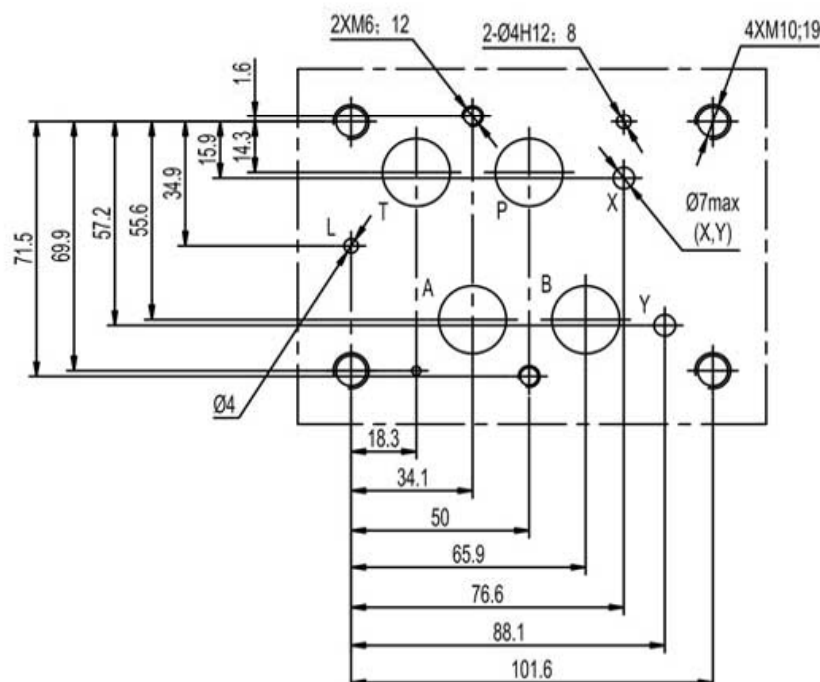 2XM6: 12
2-Ø4H12: 8
4XM10;19
1.6
15.9
14.3
34.9
55.6
57.2
69.9
71.5
T
P
X
Ø7max
(X,Y)
L
A
B
Y
Ø4
18.3
34.1
50
65.9
76.6
88.1
101.6